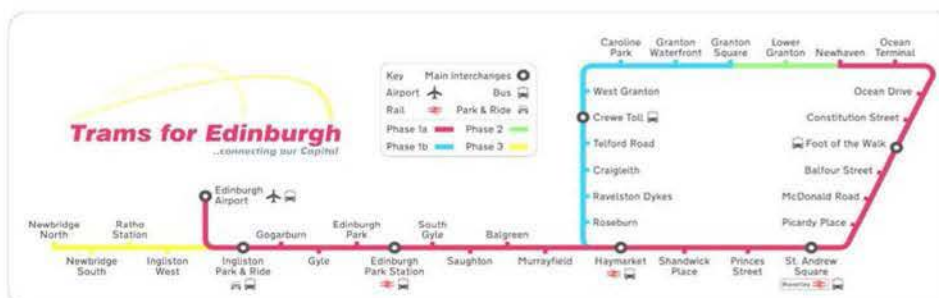 Trams for Edinburgh
...connecting our Capital
Key Main Interchanges
Airport Bus
Rail Park & Ride
Phase 1a Phase 2
Phase 1b Phase 3
Caroline
Park
Granton
Waterfront
Granton
Square
Lower
Granton
Newhaven
Ocean
Terminal
West Granton
Crewe Toll
Telford Road
Craigleith
Ravelston Dykes
Roseburn
Ocean Drive
Constitution Street
Foot of the Walk
Balfour Street
McDonald Road
Picardy Place
Edinburgh
Airport
Newbridge
North
Newbridge
South
Ratho
Station
Ingliston
West
Ingliston
Park & Ride
Gogarburn
Gyle
Edinburgh
Park
Edinburgh
Park Station
South
Gyle
Saughton
Balgreen
Murrayfield
Haymarket
Shandwick
Place
Princes
Street
St. Andrew
Square
Waverley